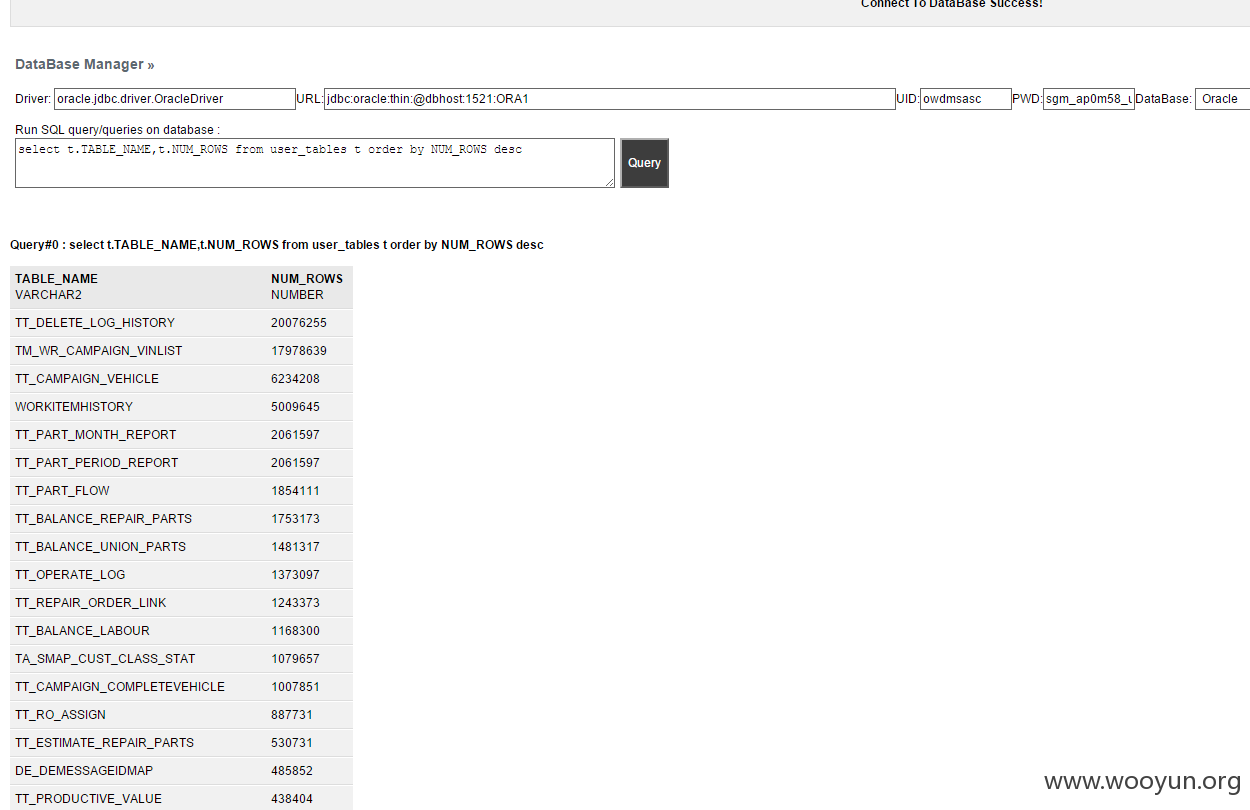 Connect To DataBase Success!
DataBase Manager »
Driver: oracle.jdbc.driver.OracleDriver URL: jdbc:oracle:thin:@dbhost:1521:ORA1 UID: owdmsasc PWD: sgm_ap0m58_u DataBase: Oracle
Run SQL query/queries on database :
select t.TABLE_NAME,t.NUM_ROWS from user_tables t order by NUM_ROWS desc
Query
Query#0 : select t.TABLE_NAME,t.NUM_ROWS from user_tables t order by NUM_ROWS desc
TABLE_NAME NUM_ROWS
VARCHAR2 NUMBER
TT_DELETE_LOG_HISTORY 20076255
TM_WR_CAMPAIGN_VINLIST 17978639
TT_CAMPAIGN_VEHICLE 6234208
WORKITEMHISTORY 5009645
TT_PART_MONTH_REPORT 2061597
TT_PART_PERIOD_REPORT 2061597
TT_PART_FLOW 1854111
TT_BALANCE_REPAIR_PARTS 1753173
TT_BALANCE_UNION_PARTS 1481317
TT_OPERATE_LOG 1373097
TT_REPAIR_ORDER_LINK 1243373
TT_BALANCE_LABOUR 1168300
TA_SMAP_CUST_CLASS_STAT 1079657
TT_CAMPAIGN_COMPLETEVEHICLE 1007851
TT_RO_ASSIGN 887731
TT_ESTIMATE_REPAIR_PARTS 530731
DE_DEMESSAGEIDMAP 485852
TT_PRODUCTIVE_VALUE 438404
www.wooyun.org